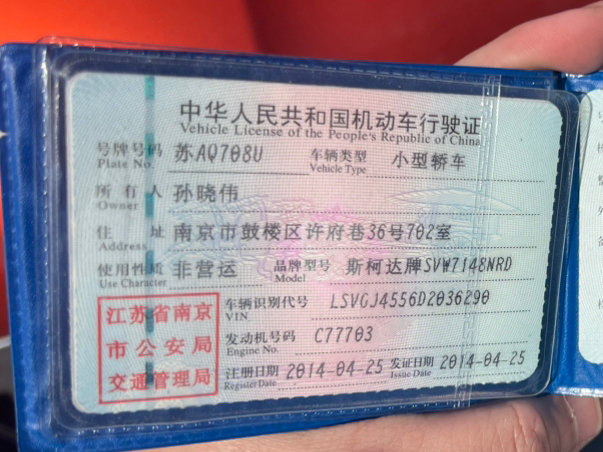 中华人民共和国机动车行驶证
Vehicle License of the People's Republic of China
号牌号码 苏AQ708U 车辆类型 小型轿车
Plate No. Vehicle Type
所有人 孙晓伟
Owner
住址 南京市鼓楼区许府巷36号702室
Address
使用性质 非营运 品牌型号 斯柯达牌SVW7148NRD
Use Character Model
车辆识别代号 LSVGJ4556D2036290
VIN
发动机号码 C77703
Engine No.
注册日期 2014-04-25 发证日期 2014-04-25
Register Date Issue Date
江苏省南京
市公安局
交通管理局